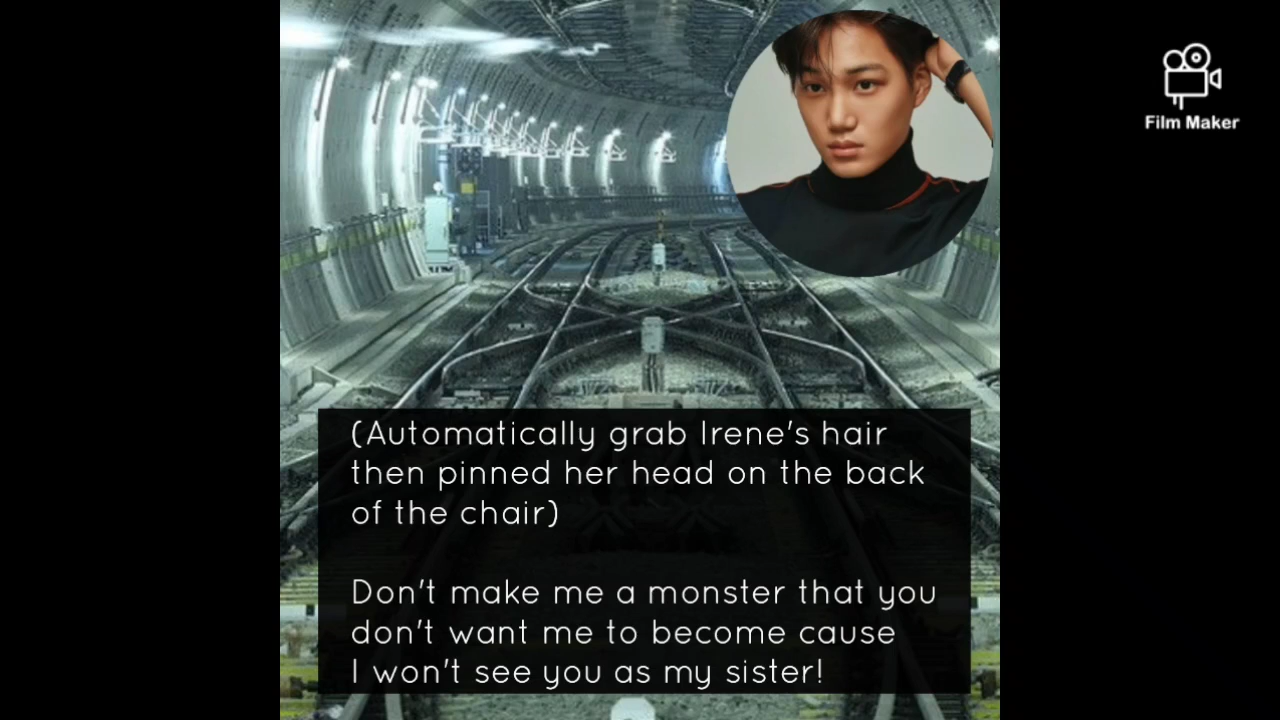 Film Maker
(Automatically grab Irene's hair
then pinned her head on the back
of the chair)
Don't make me a monster that you
don't want me to become cause
I won't see you as my sister!